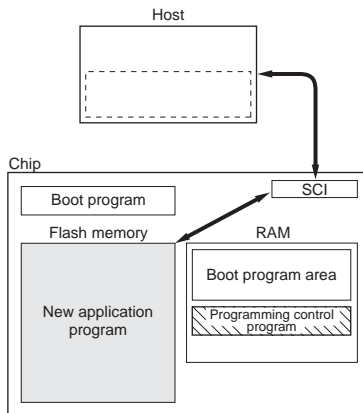 Host
Chip
SCI
Boot program
Flash memory
RAM
New application
program
Boot program area
Programming control
program